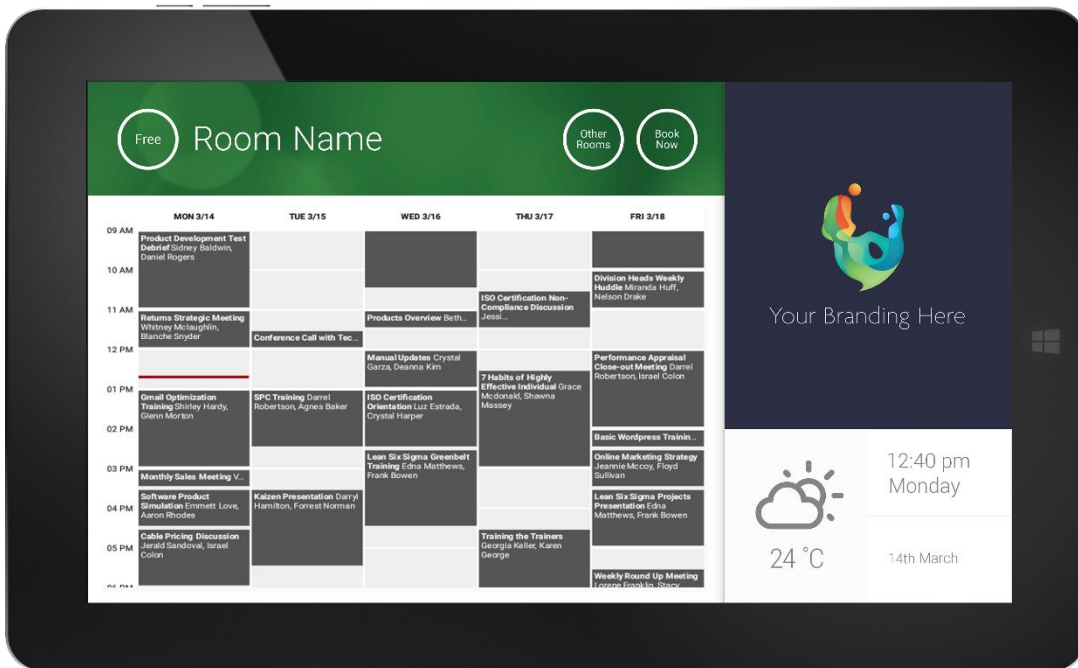 Free
Room Name
Other
Rooms
Book
Now
MON 3/14
TUE 3/15
WED 3/16
THU 3/17
FRI 3/18
09 AM
10 AM
11 AM
12 PM
01 PM
02 PM
03 PM
04 PM
05 PM
06 PM
Product Development Test
Debrief Sidney Baldwin,
Daniel Rogers
Returns Strategic Meeting
Whitney Mclaughlin,
Blanche Snyder
Gmail Optimization
Training Shirley Hardy,
Glenn Morton
Monthly Sales Meeting V...
Software Product
Simulation Emmett Love,
Aaron Rhodes
Cable Pricing Discussion
Jerald Sandoval, Israel
Colon
Conference Call with Tec...
SPC Training Darrel
Robertson, Agnes Baker
Kaizen Presentation Darryl
Hamilton, Forrest Norman
Products Overview Beth...
Manual Updates Crystal
Garza, Deanna Kim
ISO Certification
Orientation Luz Estrada,
Crystal Harper
Lean Six Sigma Greenbelt
Training Edna Matthews,
Frank Bowen
ISO Certification Non-
Compliance Discussion
Jessi...
7 Habits of Highly
Effective Individual Grace
Mcdonald, Shawna
Massey
Training the Trainers
Georgia Keller, Karen
George
Division Heads Weekly
Huddle Miranda Huff,
Nelson Drake
Performance Appraisal
Close-out Meeting Darrel
Robertson, Israel Colon
Basic Wordpress Trainin...
Online Marketing Strategy
Jeannie Mccoy, Floyd
Sullivan
Lean Six Sigma Projects
Presentation Edna
Matthews, Frank Bowen
Weekly Round Up Meeting
Lorene Franklin, Stacy
Your Branding Here
12:40 pm
Monday
24 °C
14th March